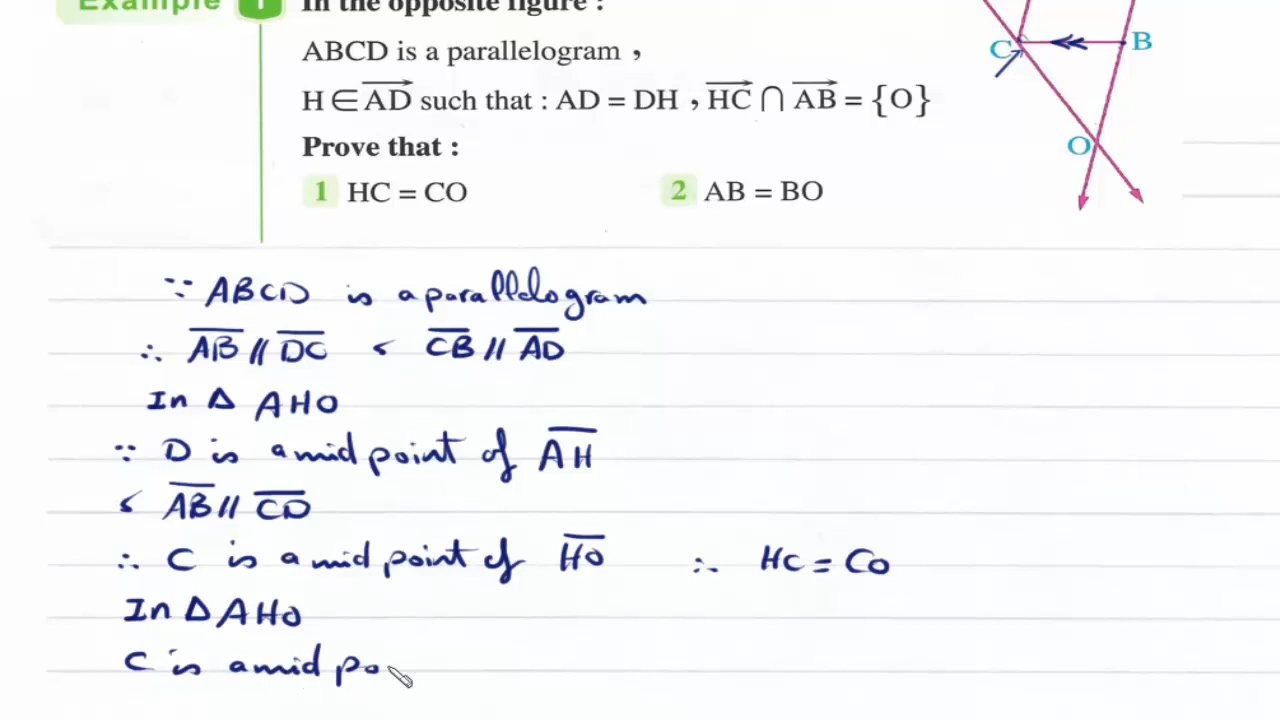 Example 1 In the opposite figure :
ABCD is a parallelogram ,
H ∈ AD such that : AD = DH , HC ∩ AB = {O}
Prove that :
1 HC = CO 2 AB = BO
C B
O
∵ ABCD is a parallelogram
∴ AB // DC , CB // AD
In Δ AHO
∵ D is a mid point of AH
, AB // CD
∴ C is a mid point of HO ∴ HC = CO
In Δ AHO
C is a mid po